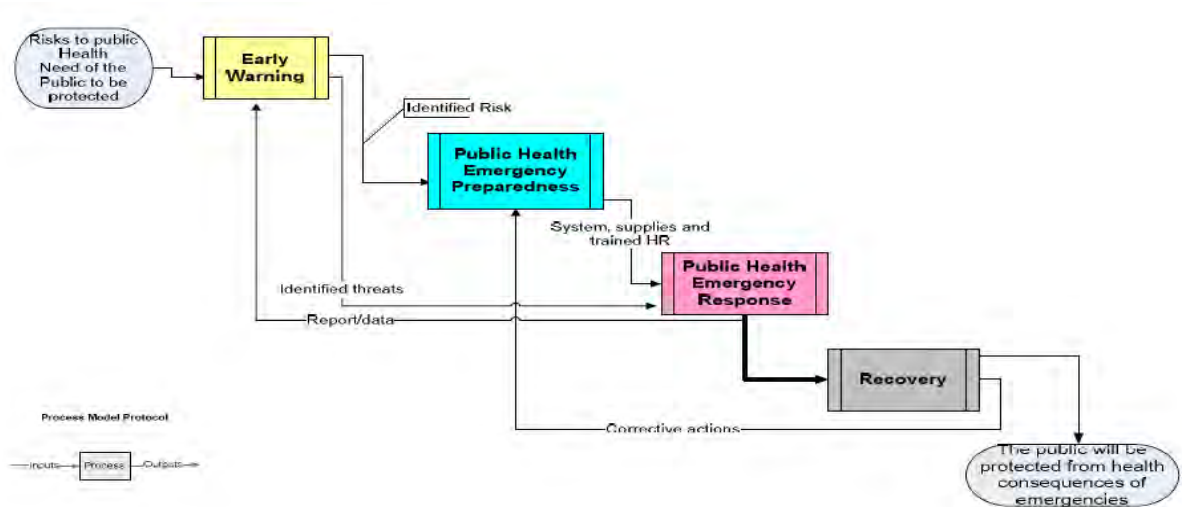 Risks to public
Health
Need of the
Public to be
protected
Early
Warning
Identified Risk
Public Health
Emergency
Preparedness
System, supplies and
trained HR
Public Health
Emergency
Response
Identified threats
Report/data
Recovery
Process Model Protocol
Corrective actions
Inputs
Process
Outputs
The public will be
protected from health
consequences of
emergencies